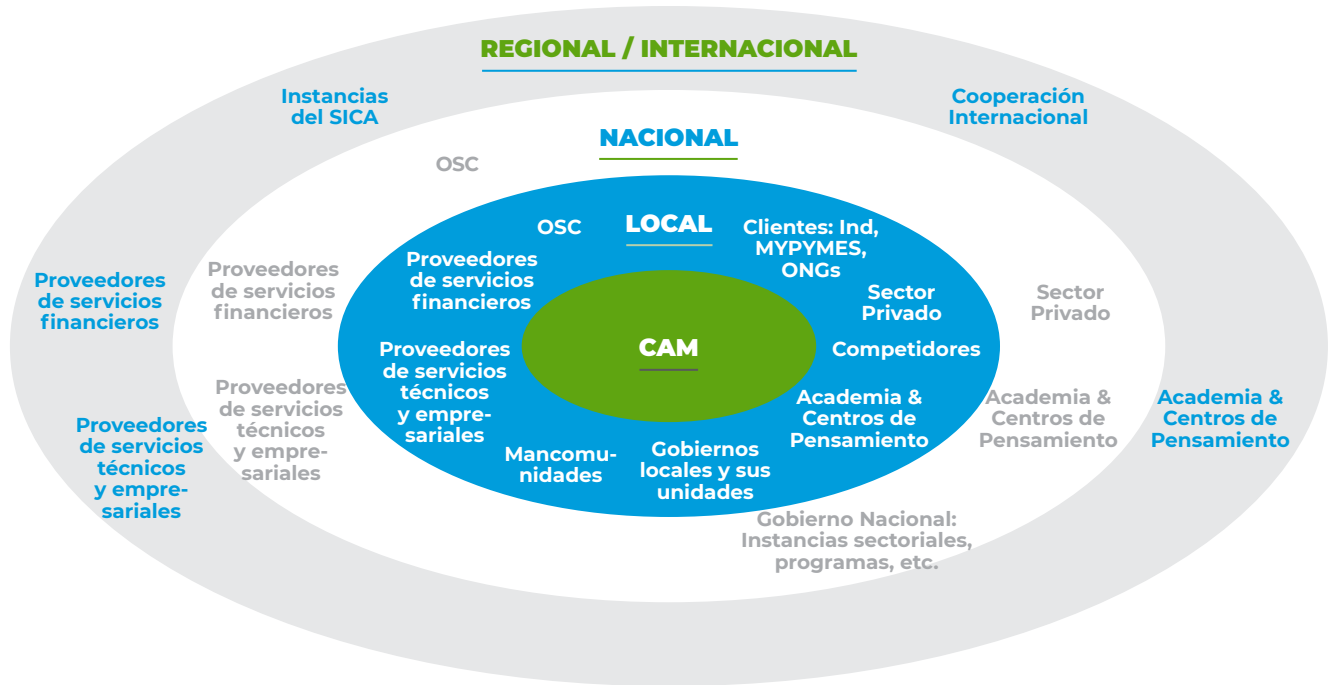 REGIONAL / INTERNACIONAL
Instancias
del SICA
Cooperación
Internacional
NACIONAL
OSC
LOCAL
OSC
Clientes: Ind,
MYPYMES,
ONGs
Proveedores
de servicios
financieros
Proveedores
de servicios
financieros
Proveedores
de servicios
financieros
Sector
Privado
Sector
Privado
CAM
Competidores
Proveedores
de servicios
técnicos
y empre-
sariales
Proveedores
de servicios
técnicos
y empre-
sariales
Proveedores
de servicios
técnicos
y empre-
sariales
Academia &
Centros de
Pensamiento
Academia &
Centros de
Pensamiento
Academia &
Centros de
Pensamiento
Mancomu-
nidades
Gobiernos
locales y sus
unidades
Gobierno Nacional:
Instancias sectoriales,
programas, etc.